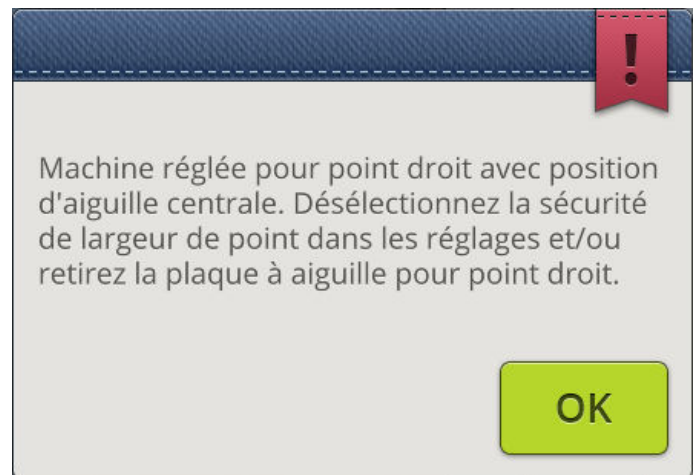 !
Machine réglée pour point droit avec position
d'aiguille centrale. Désélectionnez la sécurité
de largeur de point dans les réglages et/ou
retirez la plaque à aiguille pour point droit.
OK